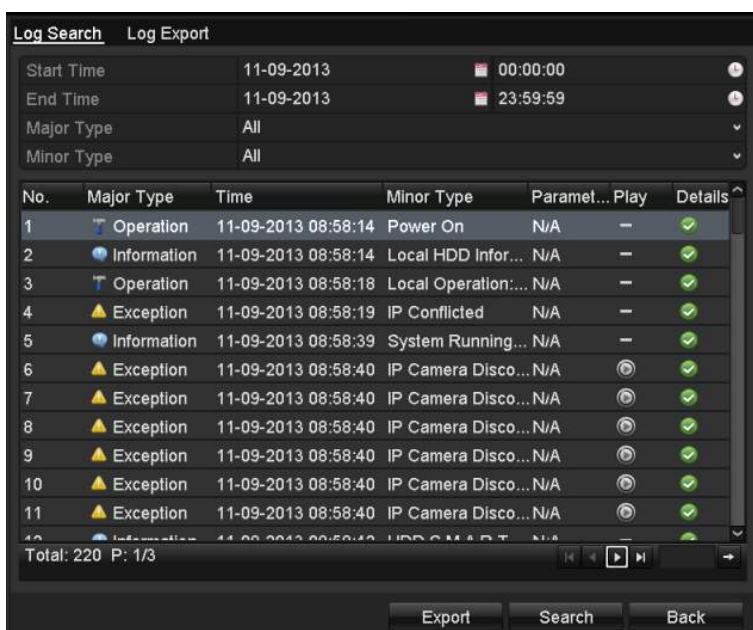 Log Search Log Export
Start Time 11-09-2013 00:00:00
End Time 11-09-2013 23:59:59
Major Type All
Minor Type All
No. Major Type Time Minor Type Paramet... Play Details
1 Operation 11-09-2013 08:58:14 Power On N/A —
2 Information 11-09-2013 08:58:14 Local HDD Infor... N/A —
3 Operation 11-09-2013 08:58:18 Local Operation:... N/A —
4 Exception 11-09-2013 08:58:19 IP Conflicted N/A —
5 Information 11-09-2013 08:58:39 System Running... N/A —
6 Exception 11-09-2013 08:58:40 IP Camera Disco... N/A
7 Exception 11-09-2013 08:58:40 IP Camera Disco... N/A
8 Exception 11-09-2013 08:58:40 IP Camera Disco... N/A
9 Exception 11-09-2013 08:58:40 IP Camera Disco... N/A
10 Exception 11-09-2013 08:58:40 IP Camera Disco... N/A
11 Exception 11-09-2013 08:58:40 IP Camera Disco... N/A
Total: 220 P: 1/3
Export Search Back